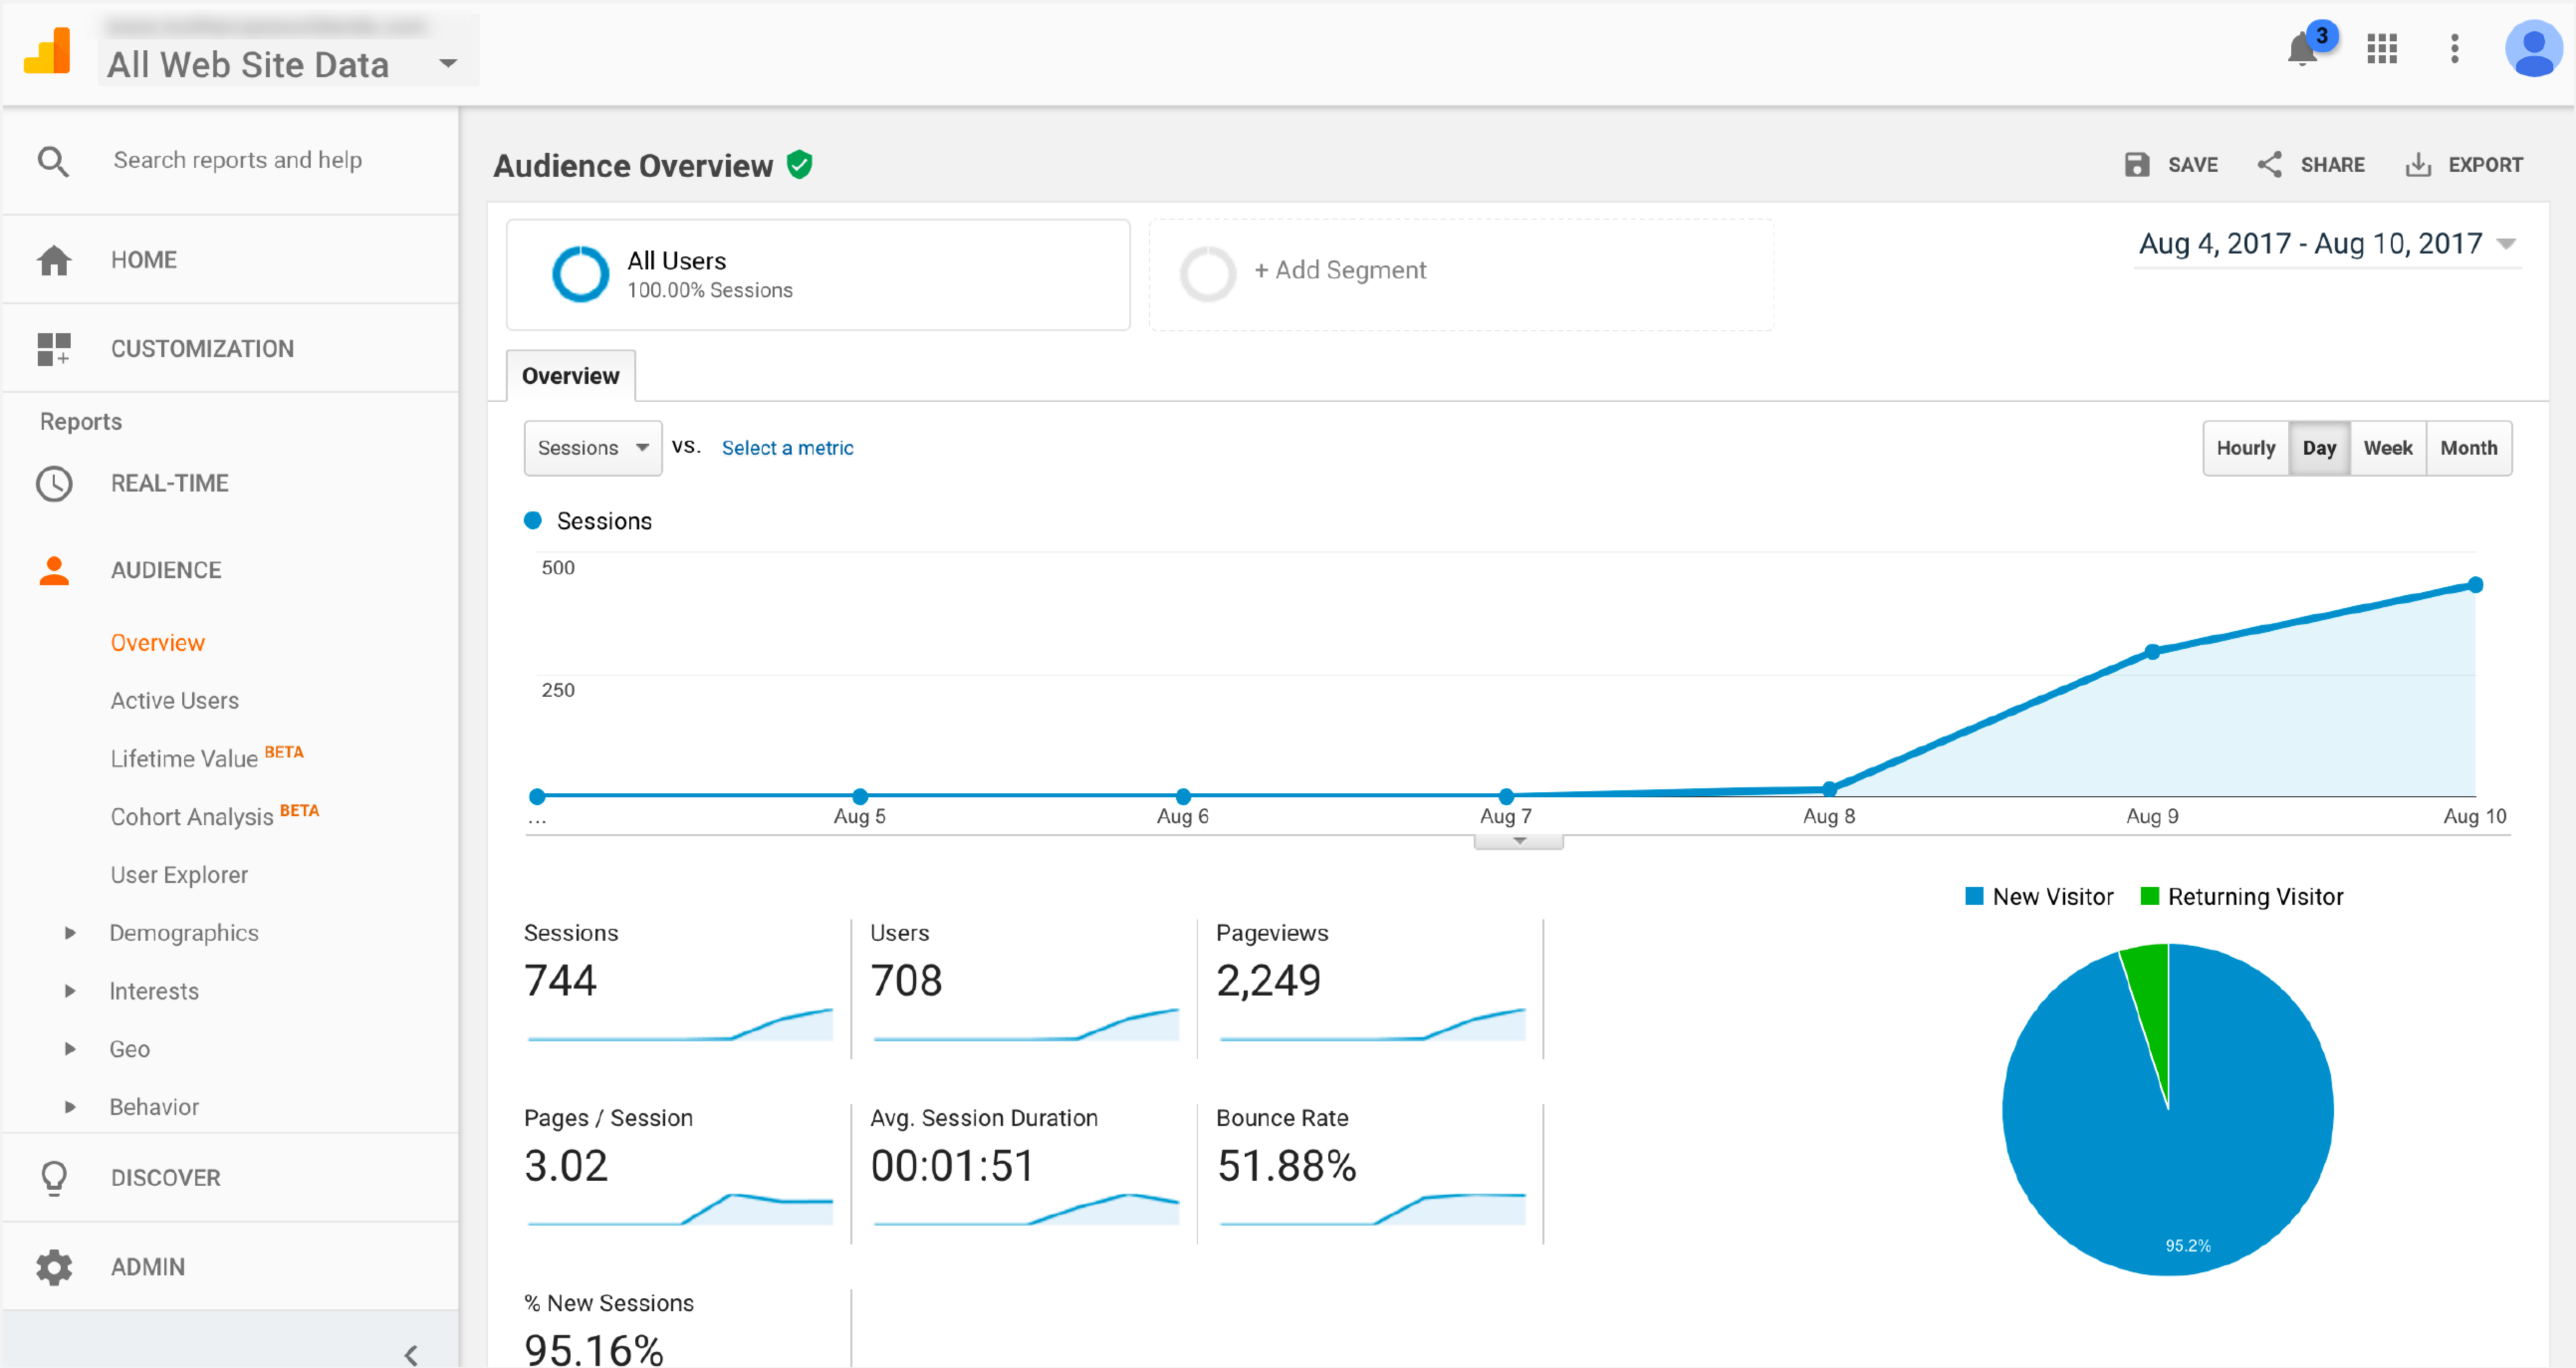 All Web Site Data
3
Search reports and help
HOME
CUSTOMIZATION
Reports
REAL-TIME
AUDIENCE
Overview
Active Users
Lifetime Value BETA
Cohort Analysis BETA
User Explorer
Demographics
Interests
Geo
Behavior
DISCOVER
ADMIN
Audience Overview
SAVE
SHARE
EXPORT
All Users
100.00% Sessions
+ Add Segment
Aug 4, 2017 - Aug 10, 2017
Overview
Sessions
VS.
Select a metric
Hourly
Day
Week
Month
Sessions
500
250
...
Aug 5
Aug 6
Aug 7
Aug 8
Aug 9
Aug 10
Sessions
744
Users
708
Pageviews
2,249
Pages / Session
3.02
Avg. Session Duration
00:01:51
Bounce Rate
51.88%
% New Sessions
95.16%
New Visitor
Returning Visitor
95.2%